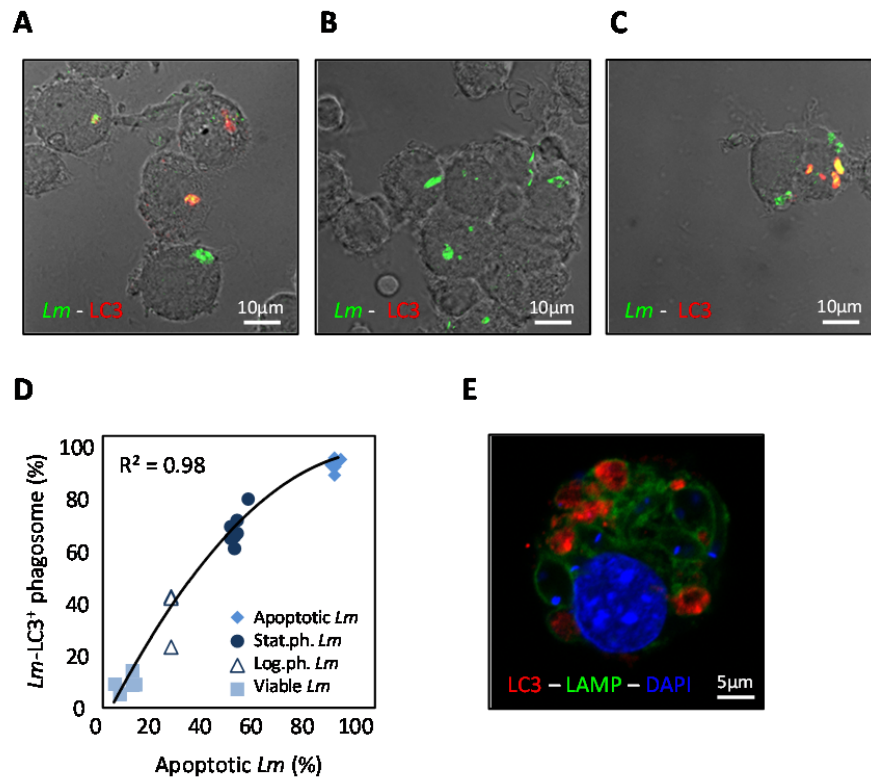 A
B
C
Lm - LC3
10μm
Lm - LC3
10μm
Lm - LC3
10μm
D
E
Lm-LC3⁺ phagosome (%)
100
80
60
40
20
0
R² = 0.98
Apoptotic Lm
Stat.ph. Lm
Log.ph. Lm
Viable Lm
0 20 40 60 80 100
Apoptotic Lm (%)
LC3 – LAMP – DAPI
5μm